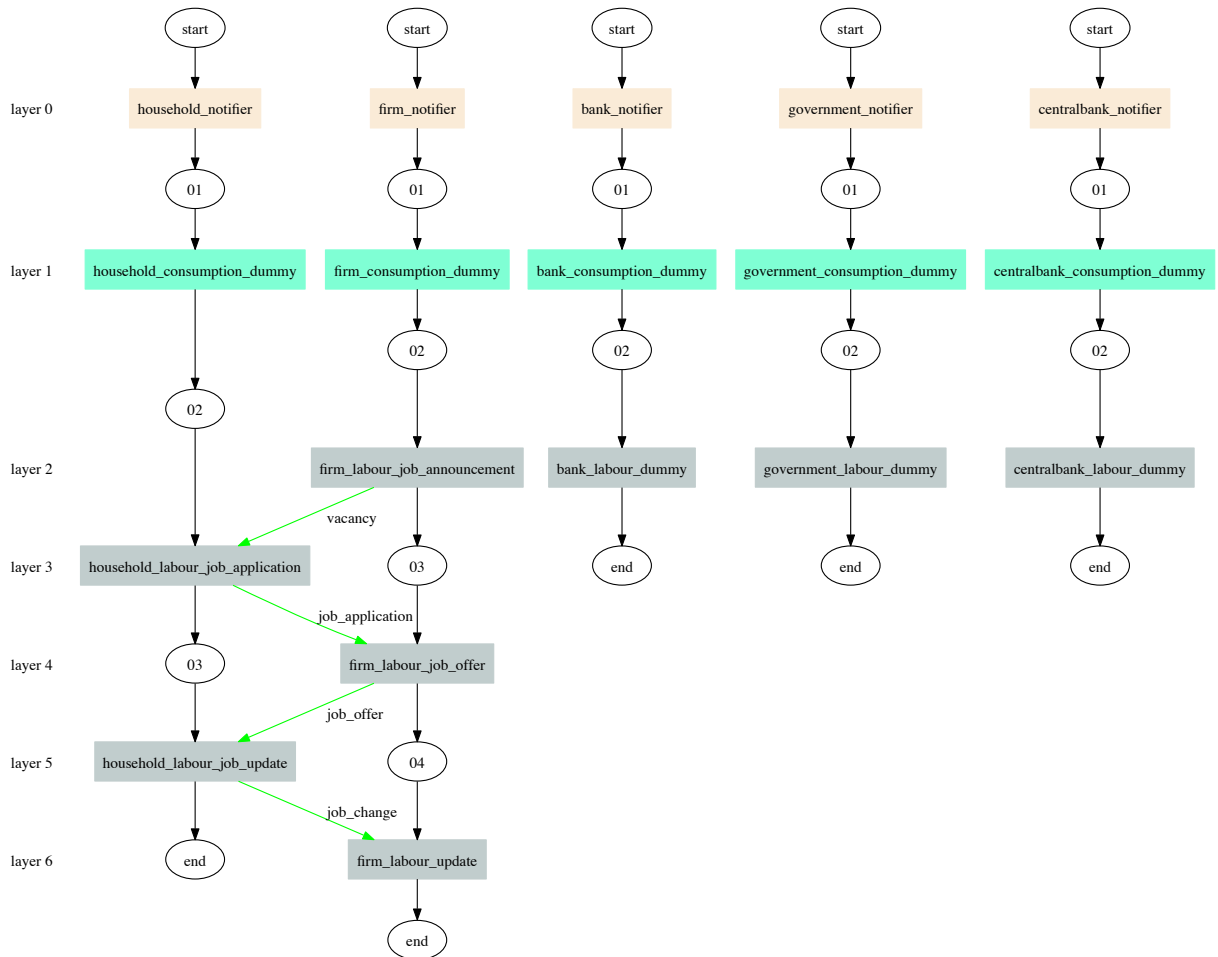 start
start
start
start
start
layer 0
household_notifier
firm_notifier
bank_notifier
government_notifier
centralbank_notifier
01
01
01
01
01
layer 1
household_consumption_dummy
firm_consumption_dummy
bank_consumption_dummy
government_consumption_dummy
centralbank_consumption_dummy
02
02
02
02
02
layer 2
firm_labour_job_announcement
bank_labour_dummy
government_labour_dummy
centralbank_labour_dummy
vacancy
layer 3
household_labour_job_application
03
end
end
end
job_application
layer 4
03
firm_labour_job_offer
job_offer
layer 5
household_labour_job_update
04
job_change
layer 6
end
firm_labour_update
end